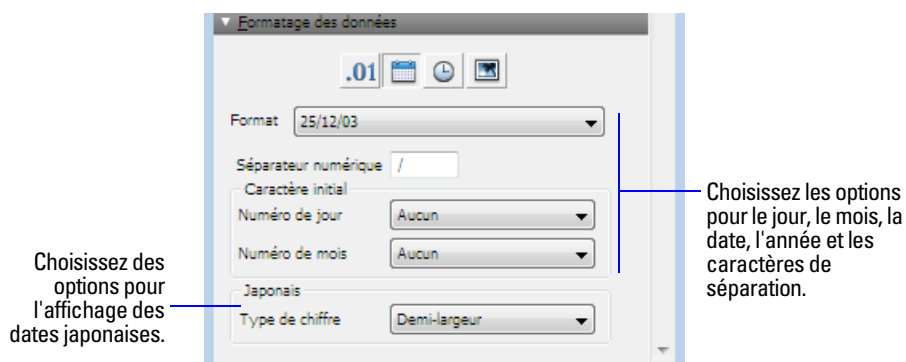 Formatage des données
.01
Format 25/12/03
Séparateur numérique /
Caractère initial
Numéro de jour Aucun
Numéro de mois Aucun
Japonais
Type de chiffre Demi-largeur
Choisissez les options
pour le jour, le mois, la
date, l'année et les
caractères de
séparation.
Choisissez des
options pour
l'affichage des
dates japonaises.